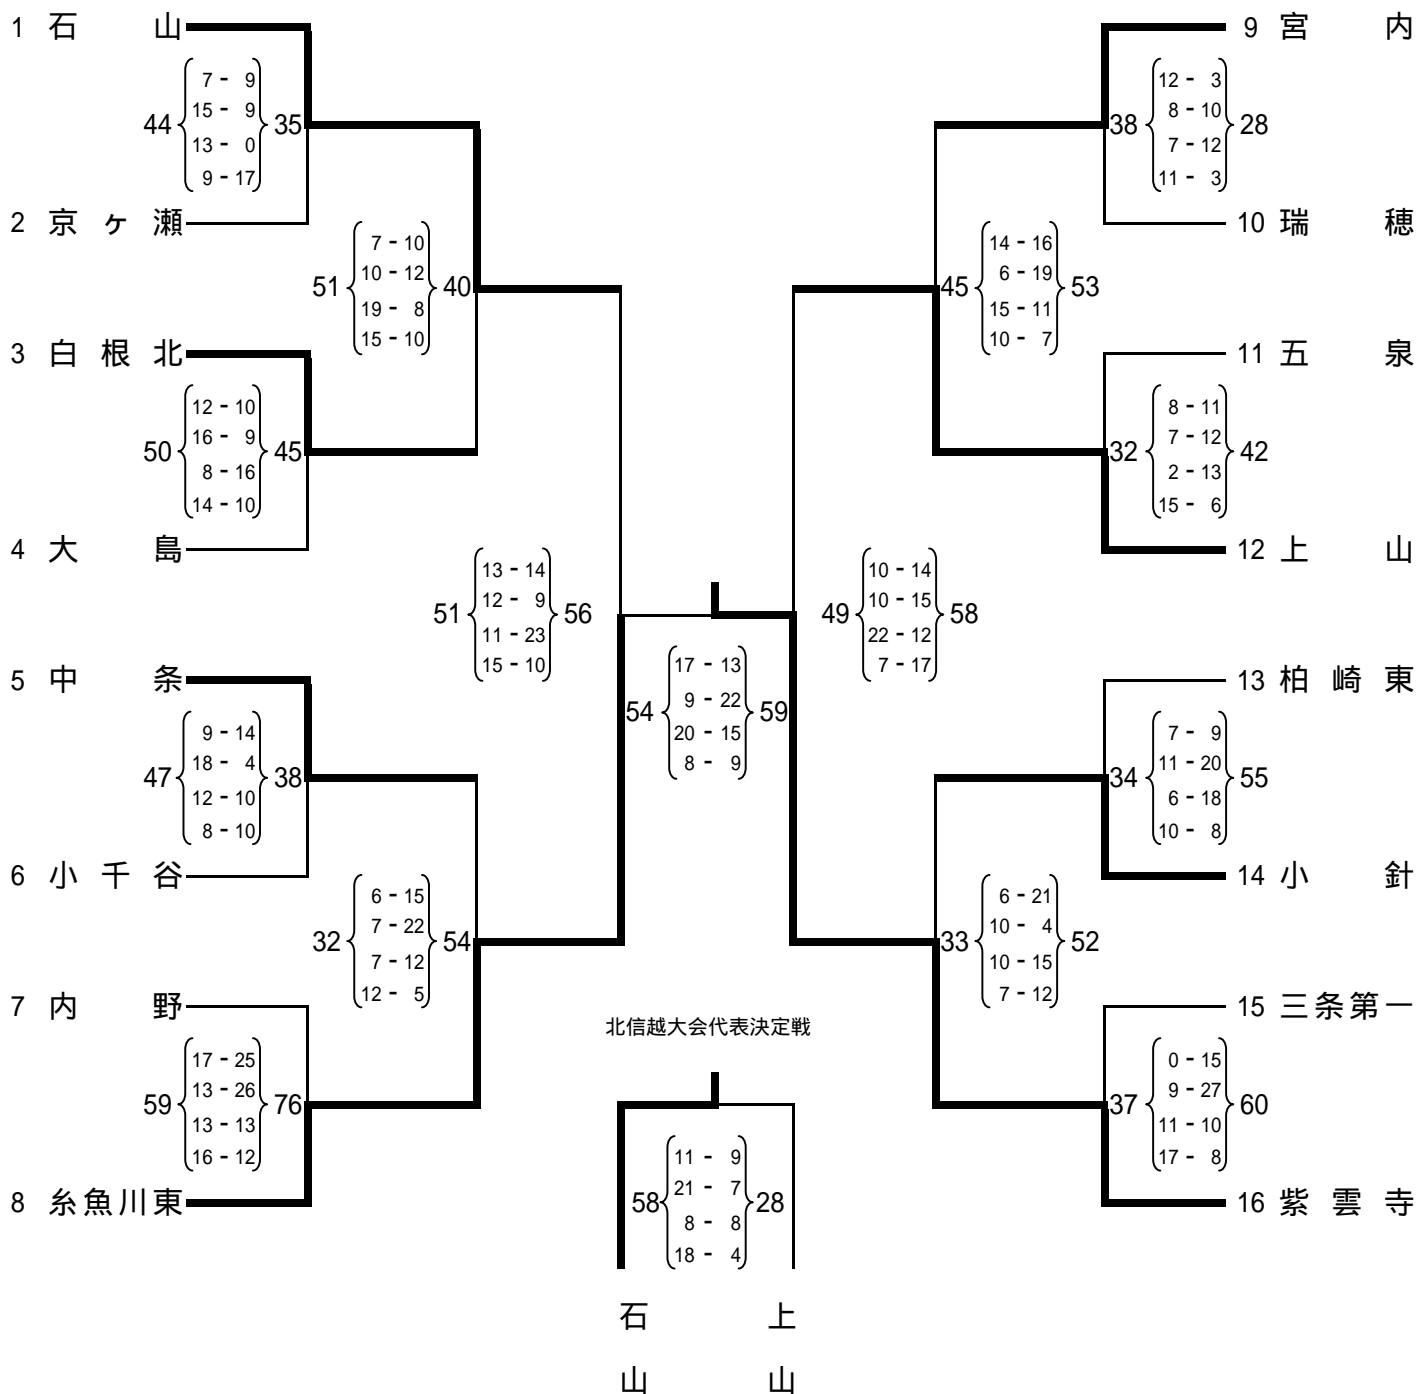 1 石山
7 - 9
15 - 9
44 35
13 - 0
9 - 17
2 京ヶ瀬
7 - 10
10 - 12
51 40
19 - 8
15 - 10
3 白根北
12 - 10
16 - 9
50 45
8 - 16
14 - 10
4 大島
13 - 14
12 - 9
51 56
11 - 23
15 - 10
5 中条
9 - 14
18 - 4
47 38
12 - 10
8 - 10
6 小千谷
6 - 15
7 - 22
32 54
7 - 12
12 - 5
7 内野
17 - 25
13 - 26
59 76
13 - 13
16 - 12
8 糸魚川東
17 - 13
9 - 22
54 59
20 - 15
8 - 9
9 宮内
12 - 3
8 - 10
38 28
7 - 12
11 - 3
10 瑞穂
14 - 16
6 - 19
45 53
15 - 11
10 - 7
11 五泉
8 - 11
7 - 12
32 42
2 - 13
15 - 6
12 上山
10 - 14
10 - 15
49 58
22 - 12
7 - 17
13 柏崎東
7 - 9
11 - 20
34 55
6 - 18
10 - 8
14 小針
6 - 21
10 - 4
33 52
10 - 15
7 - 12
15 三条第一
0 - 15
9 - 27
37 60
11 - 10
17 - 8
16 紫雲寺
北信越大会代表決定戦
11 - 9
21 - 7
58 28
8 - 8
18 - 4
石山
上山